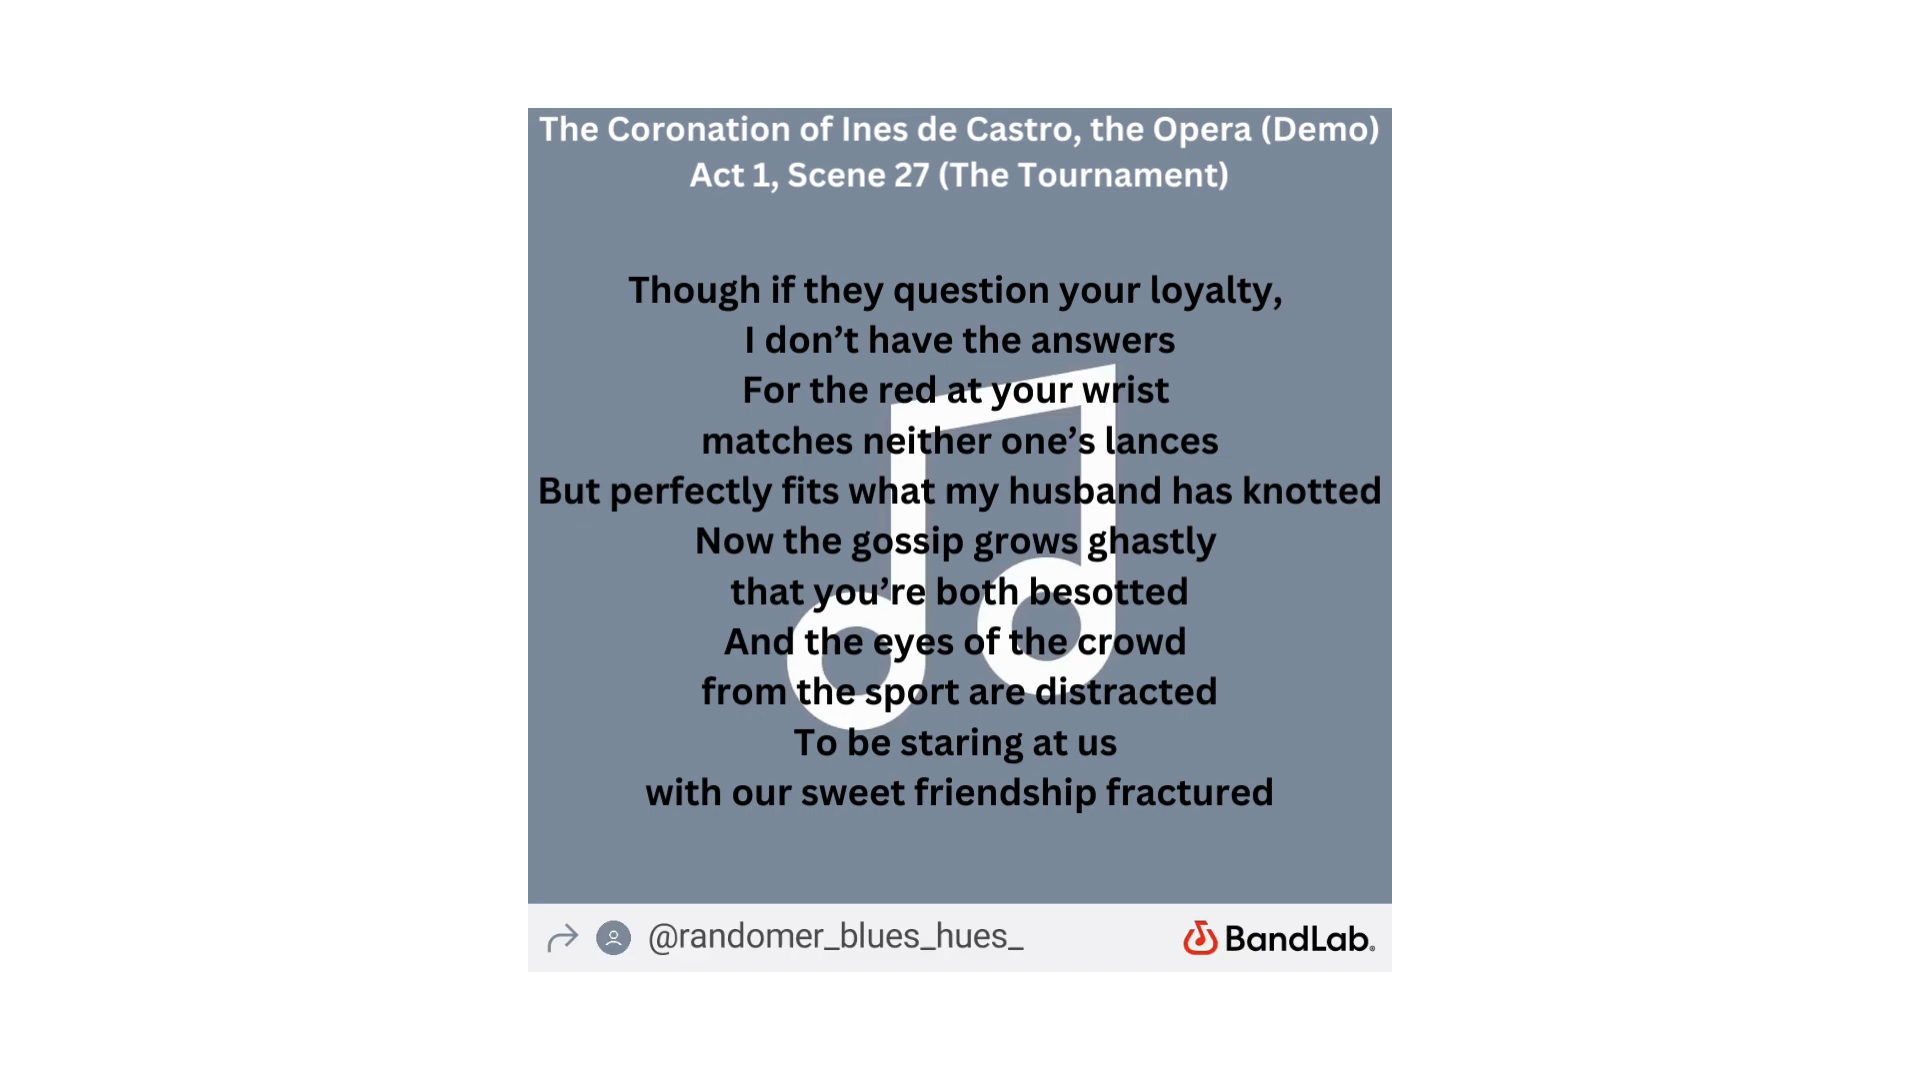 The Coronation of Ines de Castro, the Opera (Demo)
Act 1, Scene 27 (The Tournament)
Though if they question your loyalty,
I don’t have the answers
For the red at your wrist
matches neither one’s lances
But perfectly fits what my husband has knotted
Now the gossip grows ghastly
that you’re both besotted
And the eyes of the crowd
from the sport are distracted
To be staring at us
with our sweet friendship fractured
@randomer_blues_hues_
BandLab®